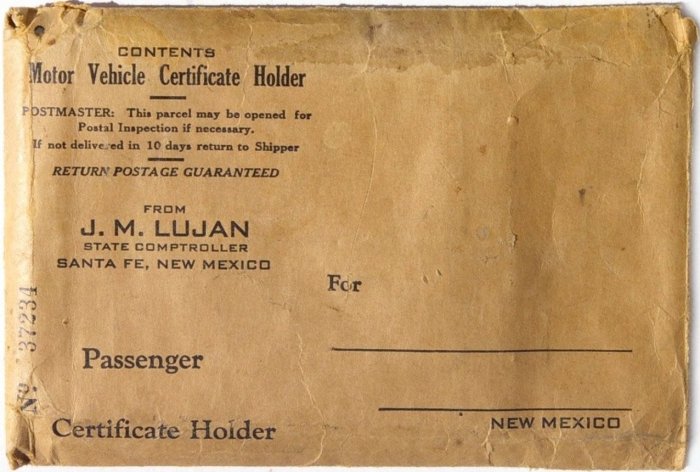 CONTENTS
Motor Vehicle Certificate Holder
POSTMASTER: This parcel may be opened for
Postal Inspection if necessary.
If not delivered in 10 days return to Shipper
RETURN POSTAGE GUARANTEED
FROM
J. M. LUJAN
STATE COMPTROLLER
SANTA FE, NEW MEXICO
For
No 37234
Passenger
NEW MEXICO
Certificate Holder